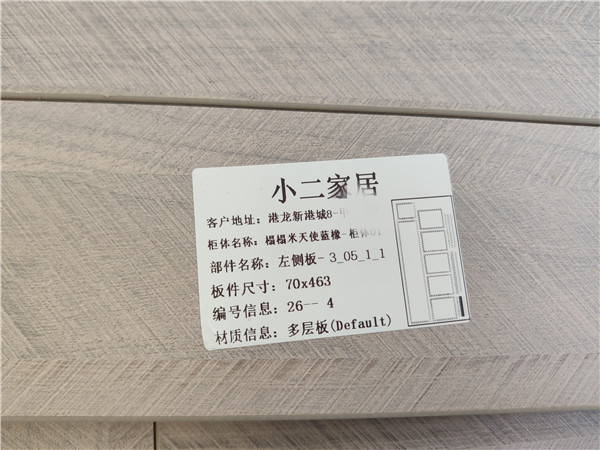 小二家居
客户地址: 港龙新港城8-
柜体名称: 榻榻米天使蓝橡-柜体01
部件名称: 左侧板-3_05_1_1
板件尺寸: 70x463
编号信息: 26-- 4
材质信息: 多层板(Default)